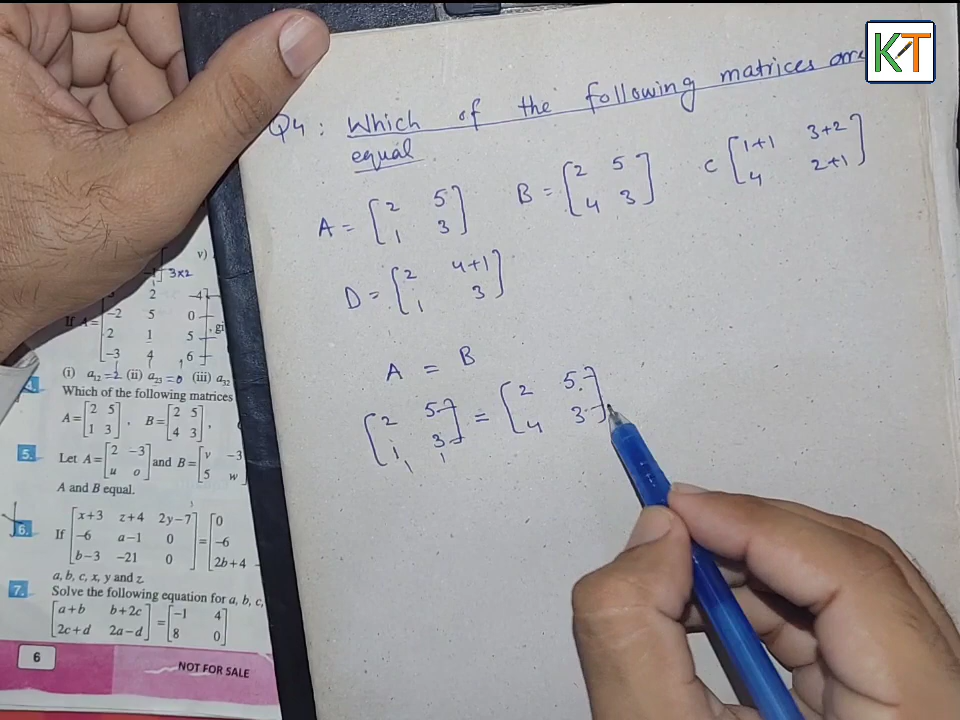 KT
Q4 : Which of the following matrices are
equal
A = [2 5 1 3] B = [2 5 4 3] C [1+1 3+2 4 2+1]
D = [2 4+1 1 3]
A = B
[2 5 1 3] = [2 5 4 3]
v)
3x2
2 -4
If A = -2 5 0
2 1 5 , gi
-3 4 6
(i) a12 =2 (ii) a23 =0 (iii) a32
4.
Which of the following matrices
A = [2 5 1 3] , B = [2 5 4 3] ,
5. Let A = [2 -3 u o] and B = [v -3 5 w]
A and B equal.
6. If [x+3 z+4 2y-7 -6 a-1 0 b-3 -21 0] = [0 -6 2b+4
a, b, c, x, y and z.
7. Solve the following equation for a, b, c,
[a+b b+2c 2c+d 2a-d] = [-1 4 8 0]
6
NOT FOR SALE